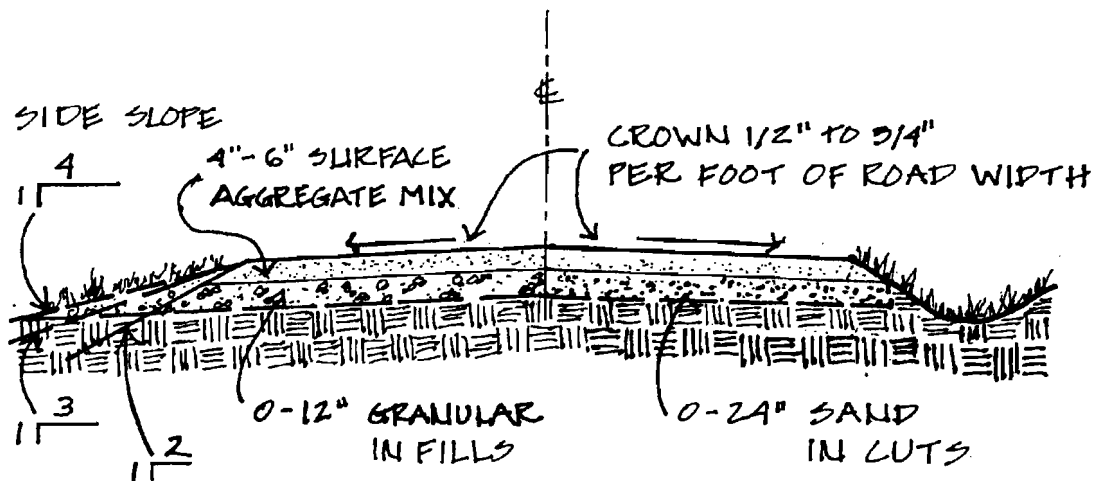 ℄
SIDE SLOPE
1 4
4"-6" SURFACE
AGGREGATE MIX
CROWN 1/2" TO 3/4"
PER FOOT OF ROAD WIDTH
1 3
1 2
0-12" GRANULAR
IN FILLS
0-24" SAND
IN CUTS